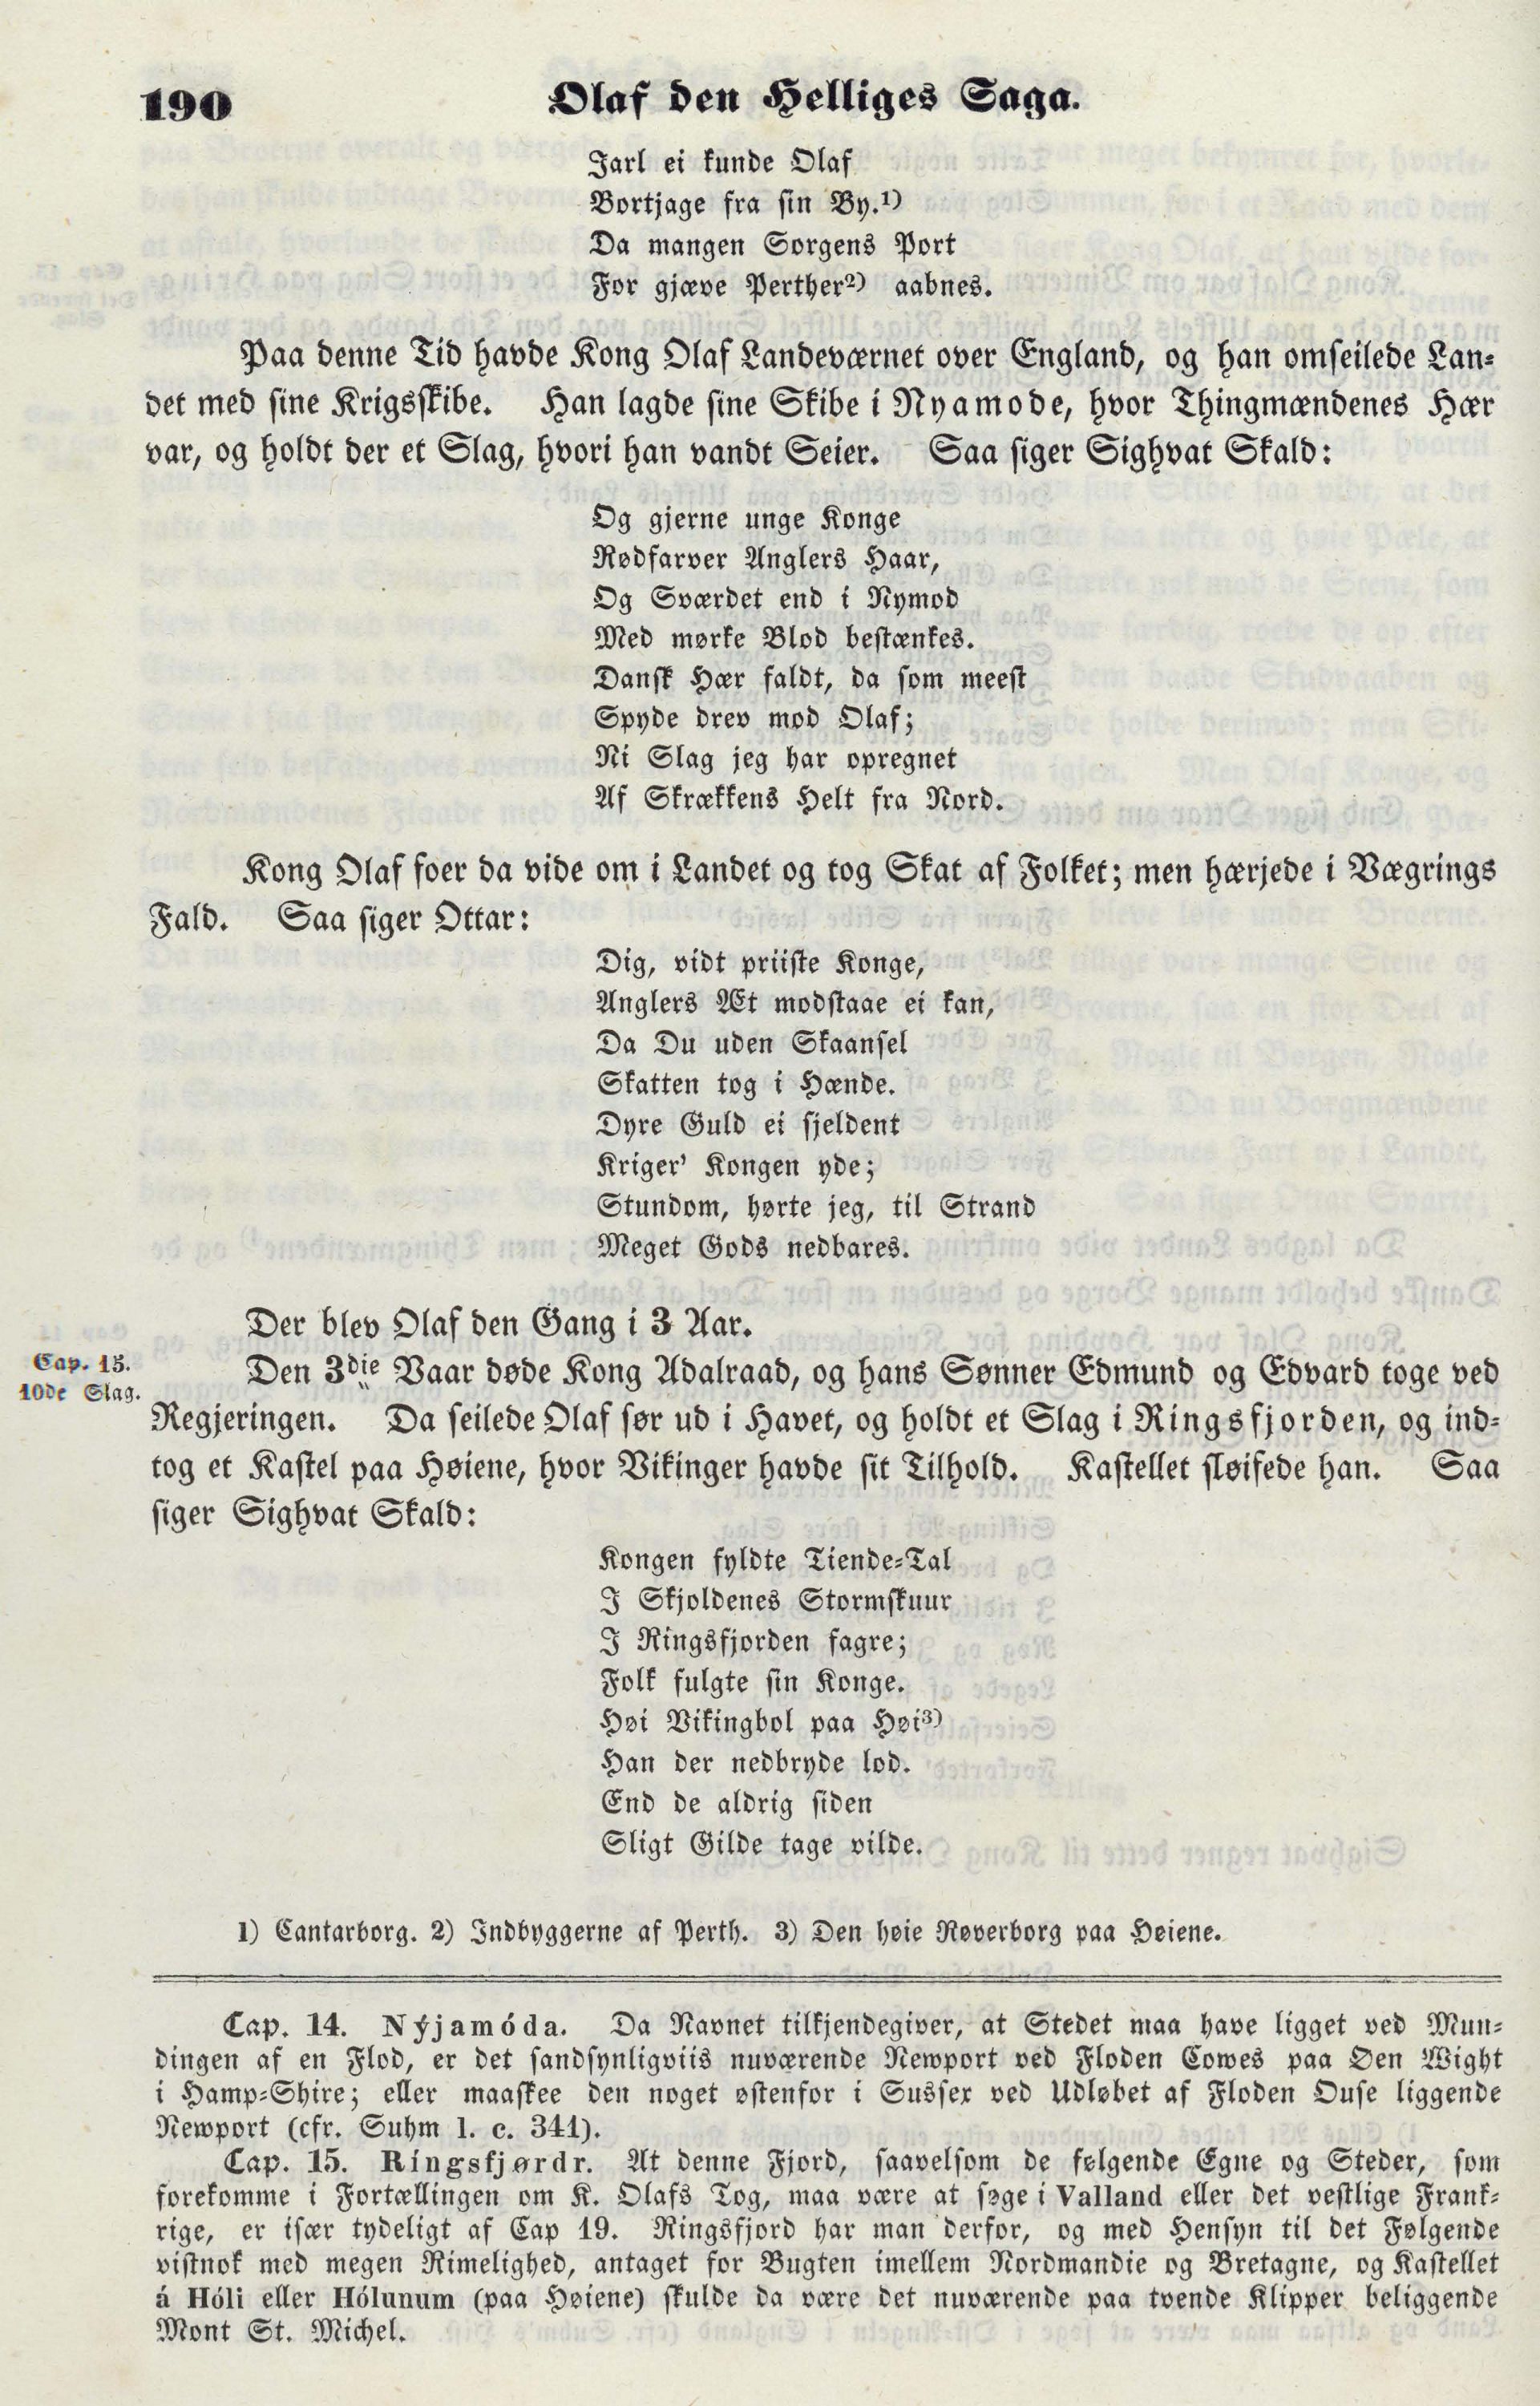 190
Olaf den Helliges Saga.
Jarl ei kunde Olaf
Bortjage fra sin By.1)
Da mangen Sorgens Port
For gjæve Perther2) aabnes.
Paa denne Tid havde Kong Olaf Landeværnet over England, og han omseilede Lan-
det med sine Krigsskibe. Han lagde sine Skibe i Nyamode, hvor Thingmændenes Hær
var, og holdt der et Slag, hvori han vandt Seier. Saa siger Sighvat Skald:
Og gjerne unge Konge
Rødfarver Anglers Haar,
Og Sværdet end i Nymod
Med mørke Blod bestænkes.
Dansk Hær faldt, da som meest
Spyde drev mod Olaf;
Ni Slag jeg har opregnet
Af Skrækkens Helt fra Nord.
Kong Olaf foer da vide om i Landet og tog Skat af Folket; men hærjede i Vægrings
Fald. Saa siger Ottar:
Dig, vidt priiste Konge,
Anglers Æt modstaae ei kan,
Da Du uden Skaansel
Skatten tog i Hænde.
Dyre Guld ei sjeldent
Kriger' Kongen yde;
Stundom, hørte jeg, til Strand
Meget Gods nedbares.
Der blev Olaf den Gang i 3 Aar.
Cap. 15.
10de Slag.
Den 3die Vaar døde Kong Adalraad, og hans Sønner Edmund og Edvard toge ved
Regjeringen. Da seilede Olaf sør ud i Havet, og holdt et Slag i Ringsfjorden, og ind-
tog et Kastel paa Høiene, hvor Vikinger havde sit Tilhold. Kastellet sløifede han. Saa
siger Sighvat Skald:
Kongen fyldte Tiende-Tal
I Skjoldenes Stormskuur
I Ringsfjorden fagre;
Folk fulgte sin Konge.
Høi Vikingbol paa Høi3)
Han der nedbryde lod.
End de aldrig siden
Sligt Gilde tage vilde.
1) Cantarborg. 2) Indbyggerne af Perth. 3) Den høie Røverborg paa Høiene.
Cap. 14. Nýjamóda. Da Navnet tilkjendegiver, at Stedet maa have ligget ved Mun-
dingen af en Flod, er det sandsynligviis nuværende Newport ved Floden Cowes paa Øen Wight
i Hamp-Shire; eller maaskee den noget østenfor i Sussex ved Udløbet af Floden Ouse liggende
Newport (cfr. Suhm l. c. 341).
Cap. 15. Ríngsfjørdr. At denne Fjord, saavelsom de følgende Egne og Steder, som
forekomme i Fortællingen om K. Olafs Tog, maa være at søge i Valland eller det vestlige Frank-
rige, er især tydeligt af Cap 19. Ringsfjord har man derfor, og med Hensyn til det Følgende
vistnok med megen Rimelighed, antaget for Bugten imellem Nordmandie og Bretagne, og Kastellet
á Hóli eller Hólunum (paa Høiene) skulde da være det nuværende paa tvende Klipper beliggende
Mont St. Michel.